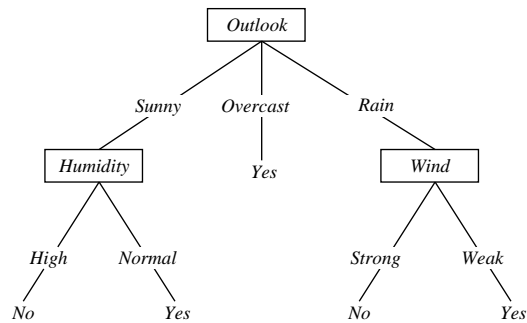 Outlook
Sunny Overcast Rain
Humidity Yes Wind
High Normal Strong Weak
No Yes No Yes